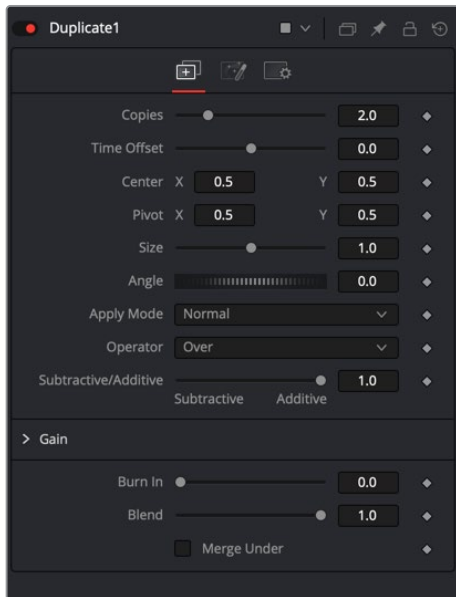 Duplicate1
Copies 2.0
Time Offset 0.0
Center X 0.5 Y 0.5
Pivot X 0.5 Y 0.5
Size 1.0
Angle 0.0
Apply Mode Normal
Operator Over
Subtractive/Additive 1.0
Subtractive Additive
Gain
Burn In 0.0
Blend 1.0
Merge Under